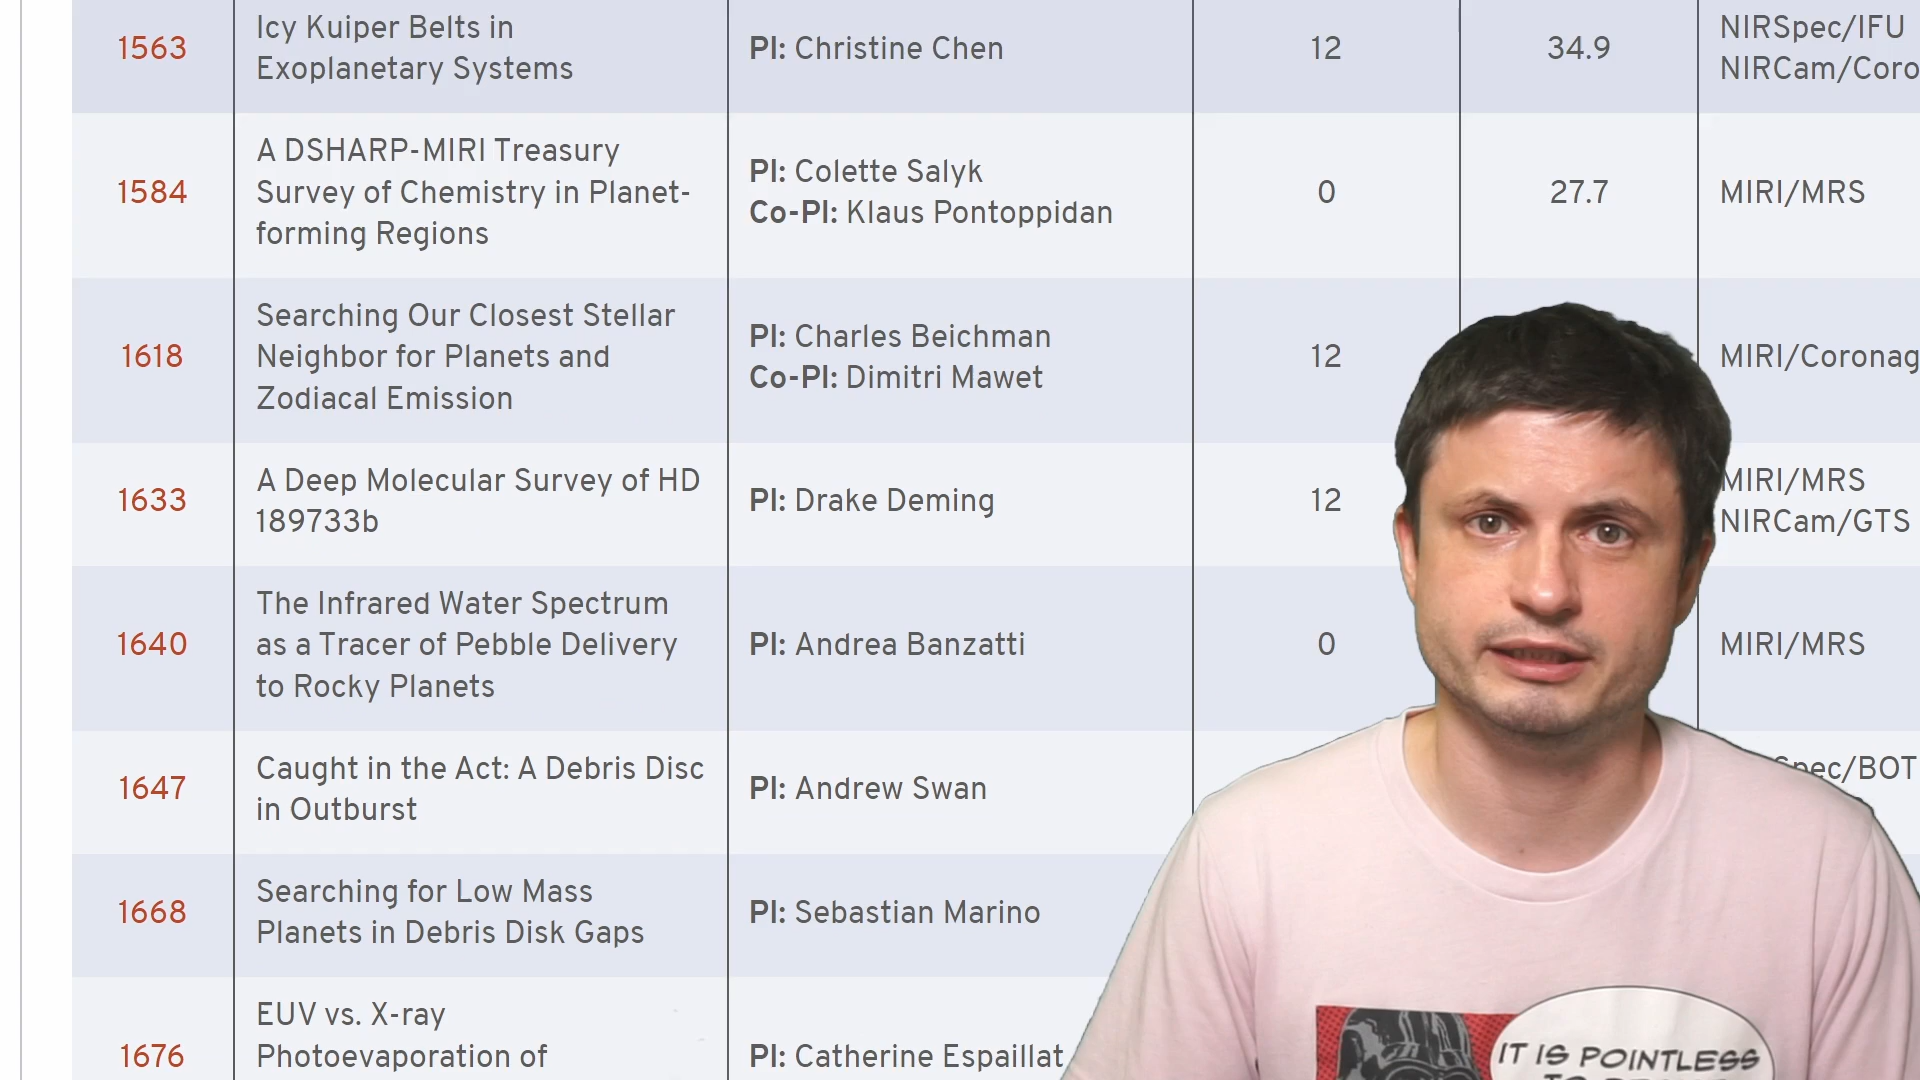 1563
Icy Kuiper Belts in
Exoplanetary Systems
PI: Christine Chen
12
34.9
NIRSpec/IFU
NIRCam/Coro
1584
A DSHARP-MIRI Treasury
Survey of Chemistry in Planet-
forming Regions
PI: Colette Salyk
Co-PI: Klaus Pontoppidan
0
27.7
MIRI/MRS
1618
Searching Our Closest Stellar
Neighbor for Planets and
Zodiacal Emission
PI: Charles Beichman
Co-PI: Dimitri Mawet
12
MIRI/Coronag
1633
A Deep Molecular Survey of HD
189733b
PI: Drake Deming
12
MIRI/MRS
NIRCam/GTS
1640
The Infrared Water Spectrum
as a Tracer of Pebble Delivery
to Rocky Planets
PI: Andrea Banzatti
0
MIRI/MRS
1647
Caught in the Act: A Debris Disc
in Outburst
PI: Andrew Swan
Spec/BOT
1668
Searching for Low Mass
Planets in Debris Disk Gaps
PI: Sebastian Marino
1676
EUV vs. X-ray
Photoevaporation of
PI: Catherine Espaillat
IT IS POINTLESS